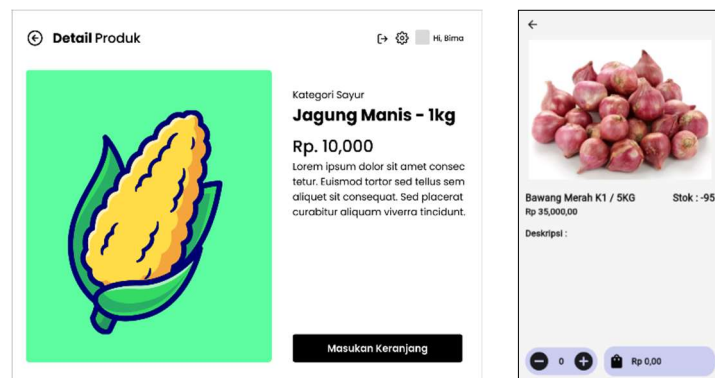 Detail Produk
Hi, Bima
Kategori Sayur
Jagung Manis - 1kg
Rp. 10,000
Lorem ipsum dolor sit amet consec
tetur. Euismod tortor sed tellus sem
aliquet sit consequat. Sed placerat
curabitur aliquam viverra tincidunt.
Masukan Keranjang
Bawang Merah K1 / 5KG Stok : -95
Rp 35,000,00
Deskripsi :
0
Rp 0,00